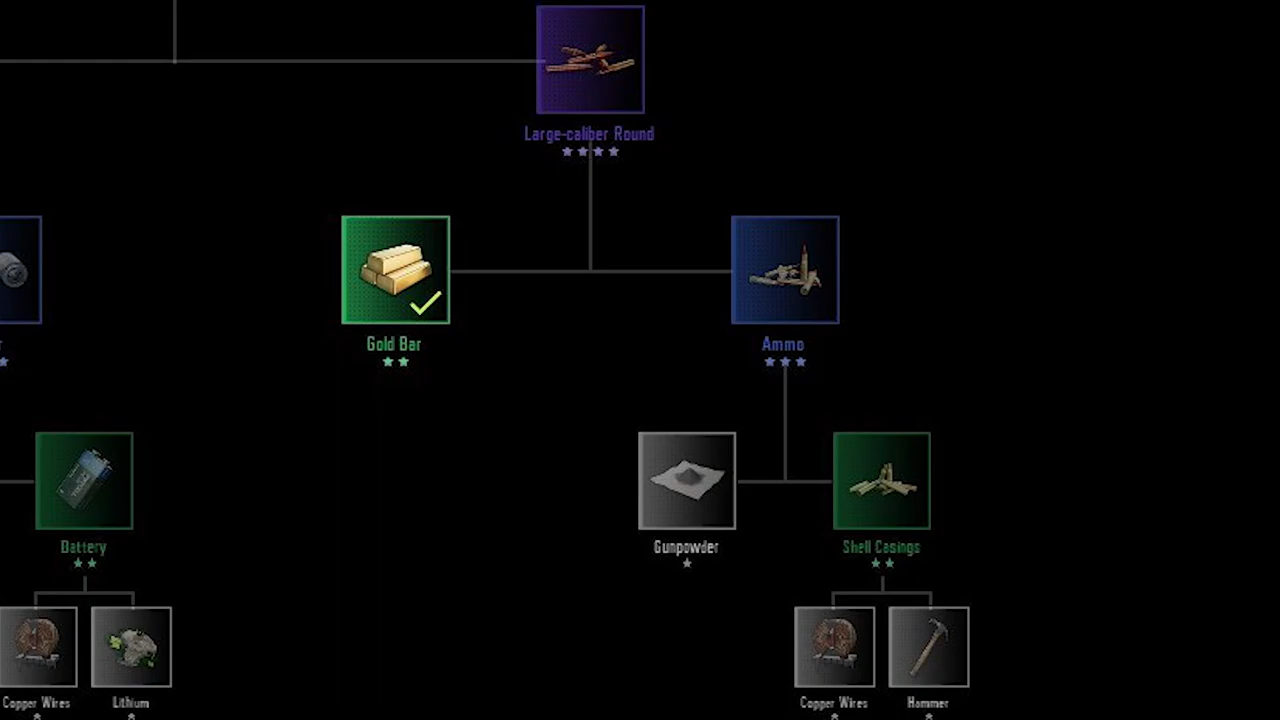 Large-caliber Round
Gold Bar
Ammo
Battery
Gunpowder
Shell Casings
Copper Wires
Lithium
Copper Wires
Hammer